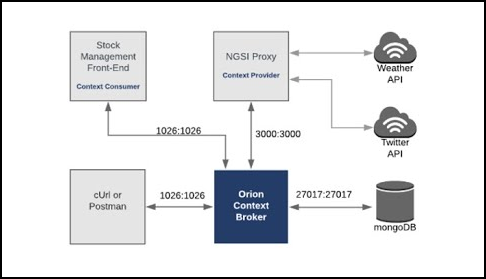 Stock
Management
Front-End
Context Consumer
NGSI Proxy
Context Provider
Weather
API
Twitter
API
1026:1026
3000:3000
cUrl or
Postman
1026:1026
Orion
Context
Broker
27017:27017
mongoDB